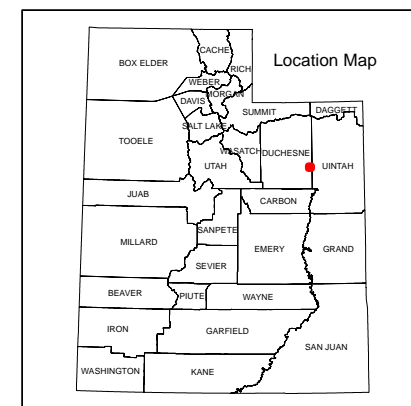 Location Map
BOX ELDER
CACHE
RICH
WEBER
MORGAN
DAVIS
SUMMIT
DAGGETT
SALT LAKE
TOOELE
WASATCH
DUCHESNE
UINTAH
UTAH
JUAB
CARBON
SANPETE
MILLARD
EMERY
GRAND
SEVIER
BEAVER
PIUTE
WAYNE
IRON
GARFIELD
SAN JUAN
WASHINGTON
KANE